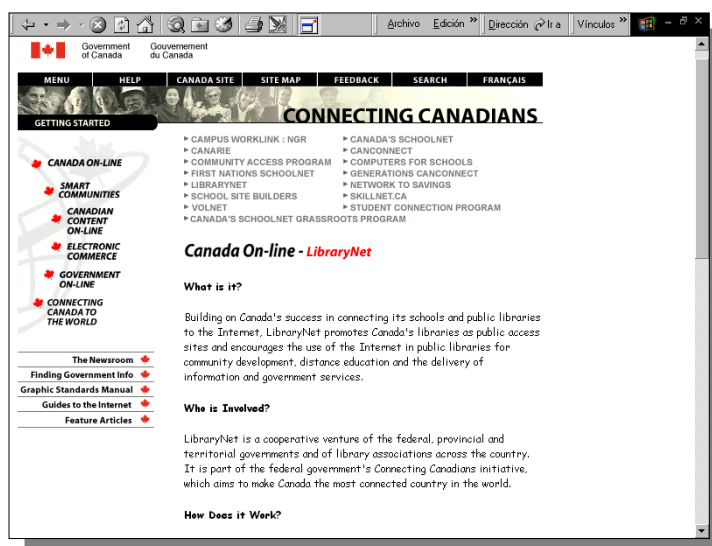 Archivo Edición » Dirección Ir a Vínculos »
Government of Canada Gouvernement du Canada
MENU HELP CANADA SITE SITE MAP FEEDBACK SEARCH FRANÇAIS
CONNECTING CANADIANS
GETTING STARTED
CAMPUS WORKLINK : NGR
CANARIE
COMMUNITY ACCESS PROGRAM
FIRST NATIONS SCHOOLNET
LIBRARYNET
SCHOOL SITE BUILDERS
VOLNET
CANADA'S SCHOOLNET GRASSROOTS PROGRAM
CANADA'S SCHOOLNET
CANCONNECT
COMPUTERS FOR SCHOOLS
GENERATIONS CANCONNECT
NETWORK TO SAVINGS
SKILLNET.CA
STUDENT CONNECTION PROGRAM
CANADA ON-LINE
SMART
COMMUNITIES
CANADIAN
CONTENT
ON-LINE
ELECTRONIC
COMMERCE
GOVERNMENT
ON-LINE
CONNECTING
CANADA TO
THE WORLD
The Newsroom
Finding Government Info
Graphic Standards Manual
Guides to the Internet
Feature Articles
Canada On-line - LibraryNet
What is it?
Building on Canada's success in connecting its schools and public libraries
to the Internet, LibraryNet promotes Canada's libraries as public access
sites and encourages the use of the Internet in public libraries for
community development, distance education and the delivery of
information and government services.
Who is Involved?
LibraryNet is a cooperative venture of the federal, provincial and
territorial governments and of library associations across the country.
It is part of the federal government's Connecting Canadians initiative,
which aims to make Canada the most connected country in the world.
How Does it Work?